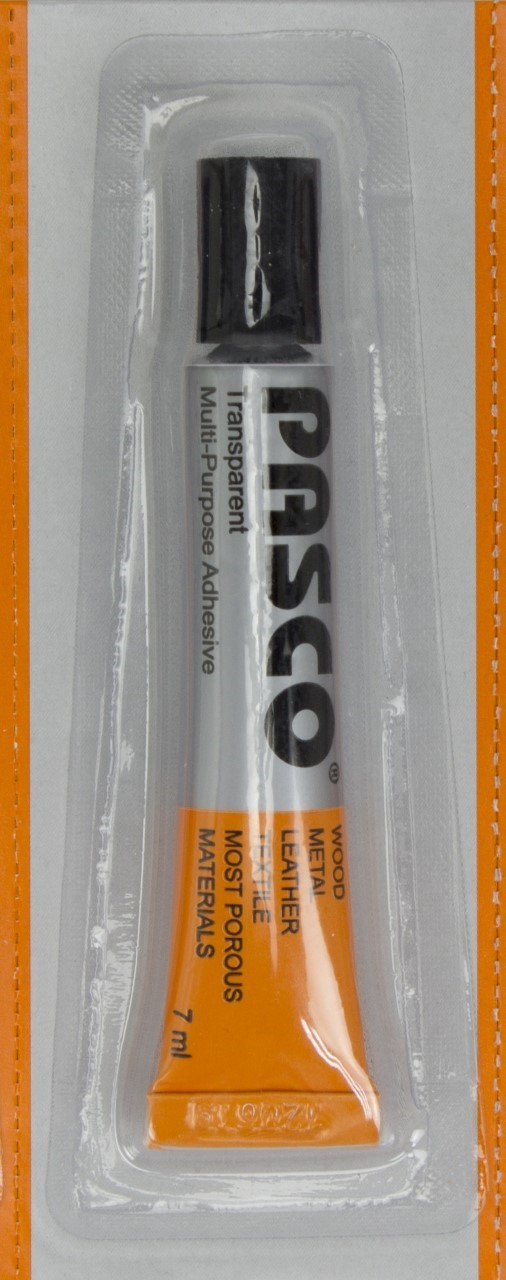 PASCO®
Transparent
Multi-Purpose Adhesive
WOOD
METAL
LEATHER
TEXTILE
MOST POROUS
MATERIALS
7 ml